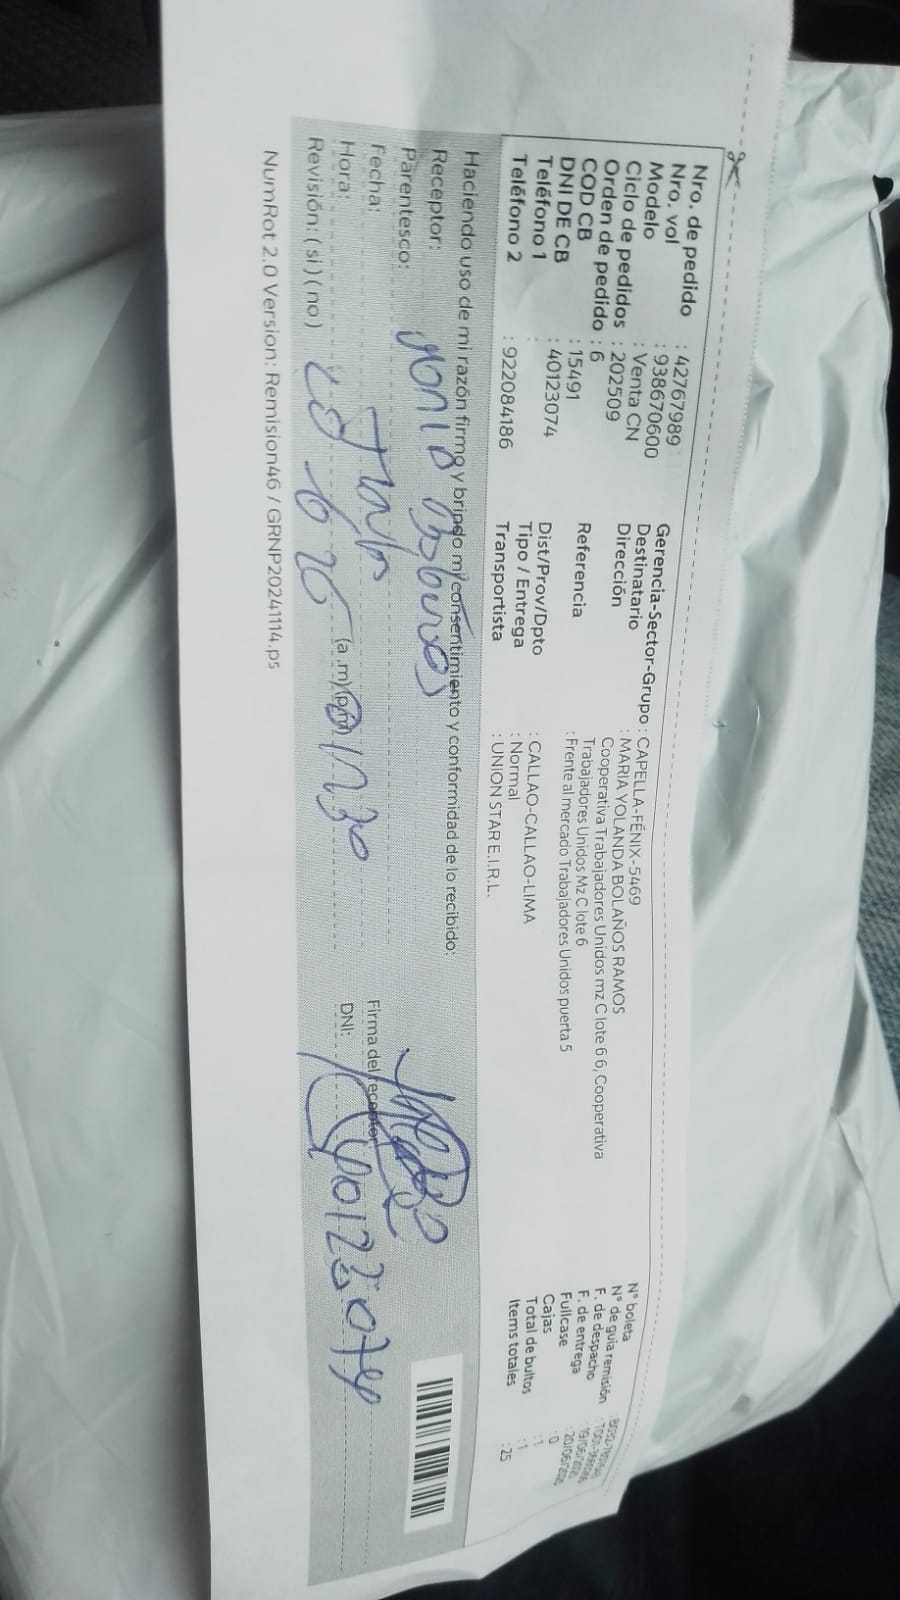 Nro. de pedido : 42767989
Nro. vol : 938670600
Modelo : Venta CN
Ciclo de pedidos : 202509
Orden de pedido : 6
COD CB : 15491
DNI DE CB : 40123074
Teléfono 1 :
Teléfono 2 : 922084186
Gerencia-Sector-Grupo : CAPELLA-FÉNIX-5469
Destinatario : MARIA YOLANDA BOLAÑOS RAMOS
Dirección Cooperativa Trabajadores Unidos mz C lote 6 6, Cooperativa
Trabajadores Unidos Mz C lote 6
Referencia : Frente al mercado Trabajadores Unidos puerta 5
Dist/Prov/Dpto : CALLAO-CALLAO-LIMA
Tipo / Entrega : Normal
Transportista : UNION STAR E.I.R.L.
N° boleta
N° de guía remisión
F. de despacho
F. de entrega
Fullcase : 0
Cajas : 1
Total de bultos : 1
Items totales : 25
Haciendo uso de mi razón firmo y brindo mi consentimiento y conformidad de lo recibido:
Receptor:
Parentesco:
Fecha:
Hora: (a.m)(pm)
Revisión: ( si ) ( no )
Firma del receptor
DNI: 40123074
NumRot 2.0 Version: Remision46 / GRNP20241114.ps